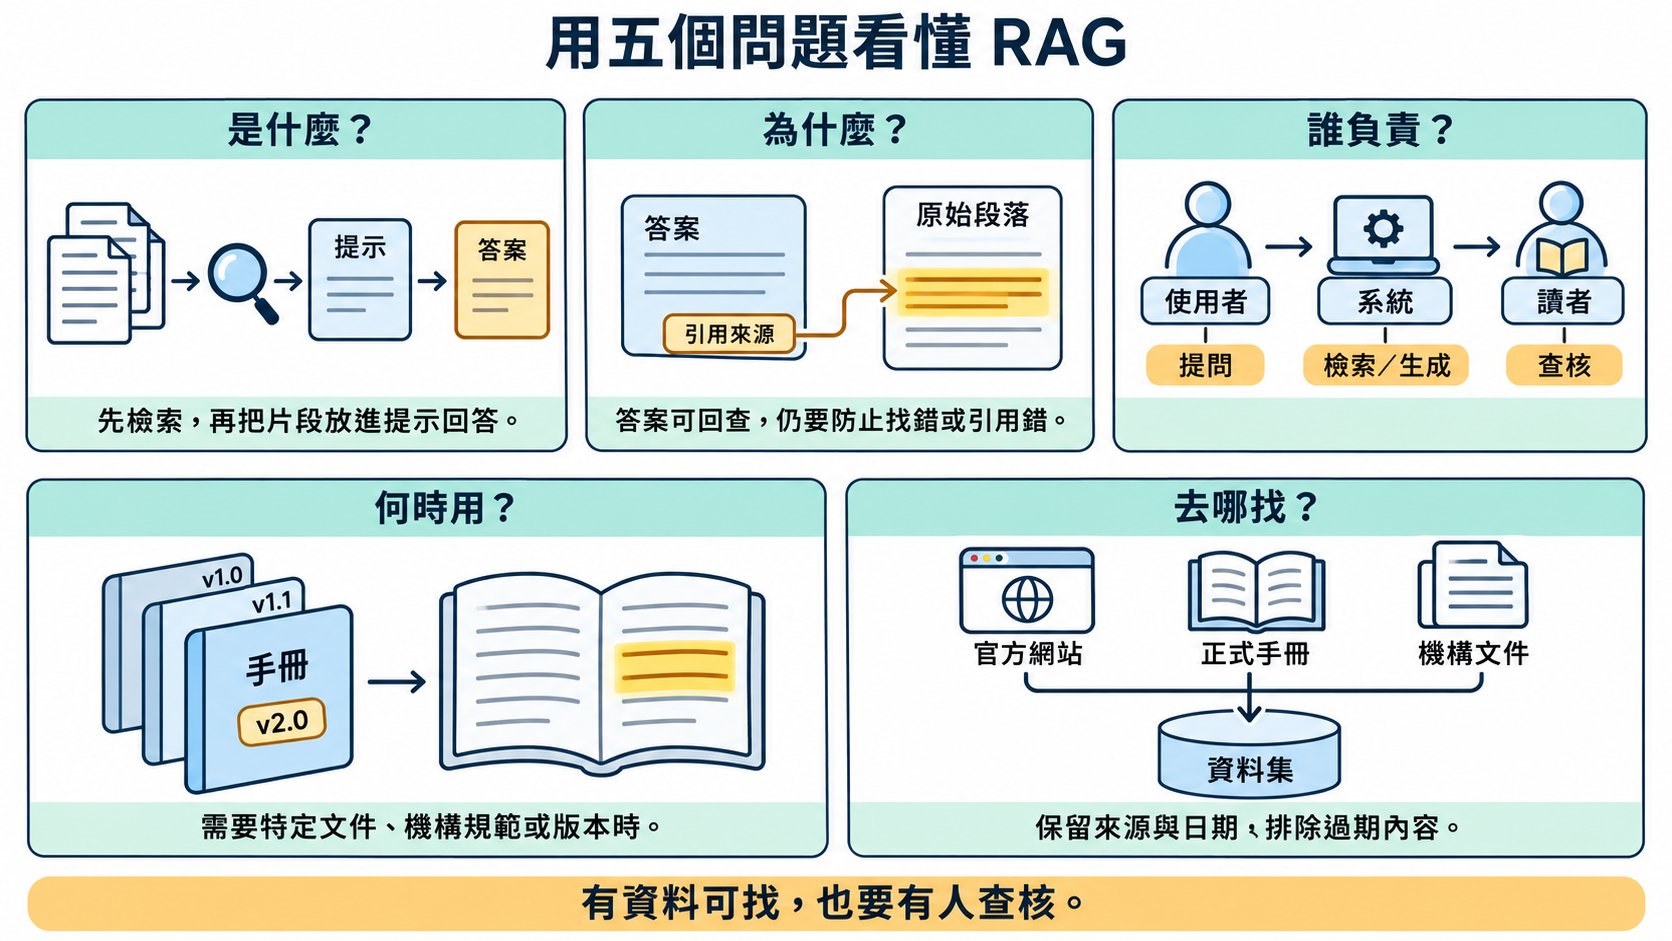 用五個問題看懂 RAG
是什麼？
提示
答案
先檢索，再把片段放進提示回答。
為什麼？
答案
引用來源
原始段落
答案可回查，仍要防止找錯或引用錯。
誰負責？
使用者
系統
讀者
提問
檢索／生成
查核
何時用？
v1.0
v1.1
手冊
v2.0
需要特定文件、機構規範或版本時。
去哪找？
官方網站
正式手冊
機構文件
資料集
保留來源與日期、排除過期內容。
有資料可找，也要有人查核。